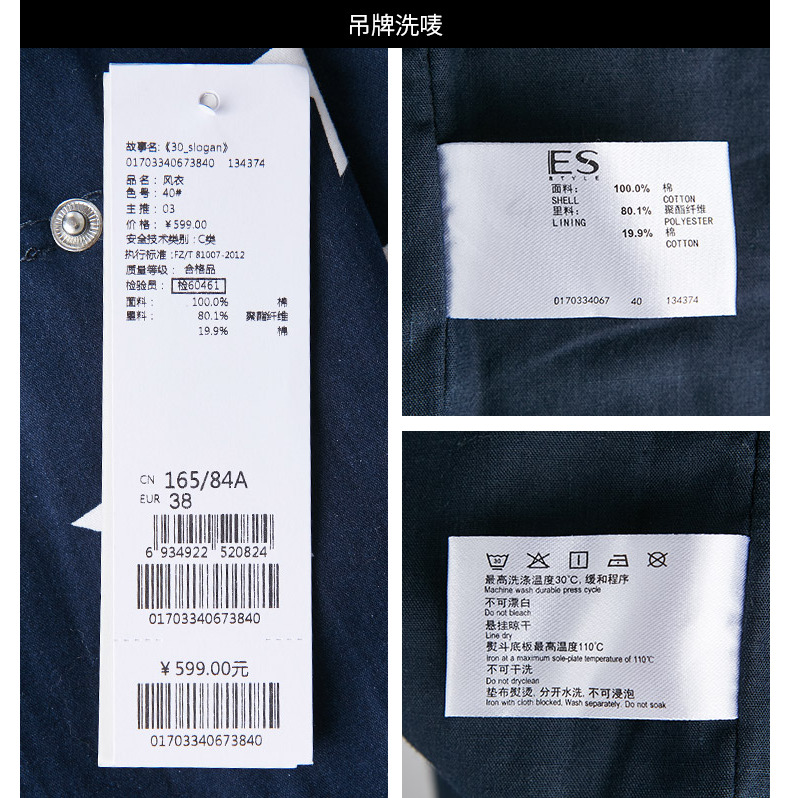 吊牌洗唛
故事名:《30_slogan》
01703340673840 134374
品名：风衣
色号：40#
主推：03
价格：￥599.00
安全技术类别：C类
执行标准：FZ/T 81007-2012
质量等级：合格品
检验员：检60461
面料： 100.0% 棉
里料： 80.1% 聚酯纤维
19.9% 棉
CN 165/84A
EUR 38
6 934922 520824
01703340673840
￥599.00元
01703340673840
ES
STYLE
面料： 100.0% 棉
SHELL COTTON
里料： 80.1% 聚酯纤维
LINING POLYESTER
19.9% 棉
COTTON
0170334067 40 134374
30
最高洗涤温度30℃, 缓和程序
Machine wash durable press cycle
不可漂白
Do not bleach
悬挂晾干
Line dry
熨斗底板最高温度110℃
Iron at a maximum sole-plate temperature of 110℃
不可干洗
Do not dryclean
垫布熨烫, 分开水洗, 不可浸泡
Iron with cloth blocked, Wash separately. Do not soak